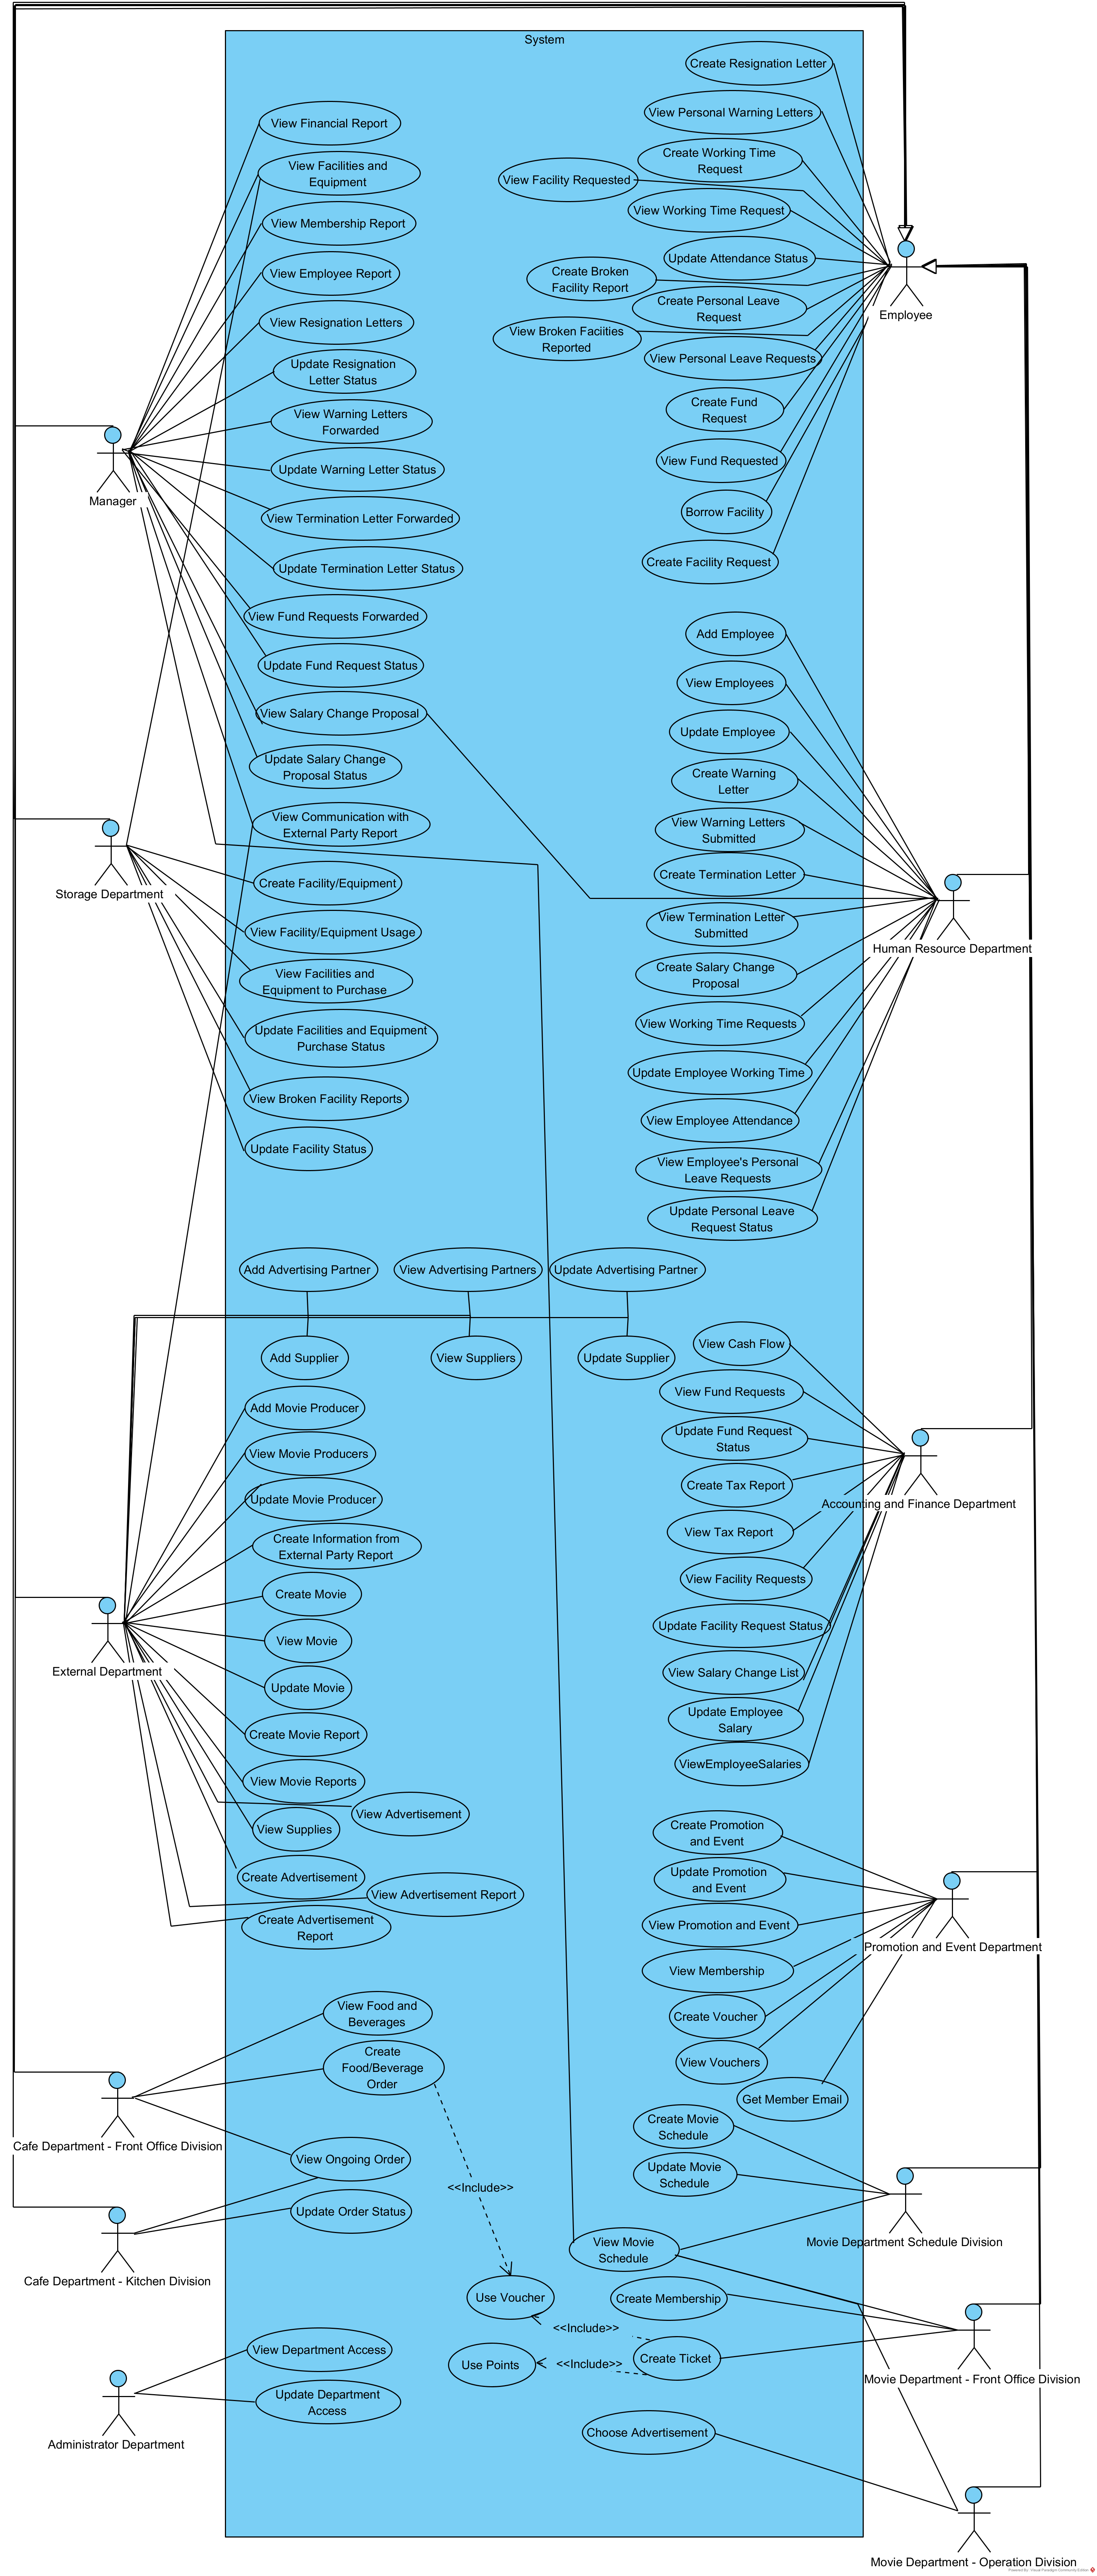 System
Create Resignation Letter
View Personal Warning Letters
View Financial Report
Create Working Time
Request
View Facilities and
Equipment
View Facility Requested
View Working Time Request
View Membership Report
Update Attendance Status
View Employee Report
Create Broken
Facility Report
Create Personal Leave
Request
Employee
View Resignation Letters
View Broken Faciities
Reported
View Personal Leave Requests
Update Resignation
Letter Status
Create Fund
Request
View Warning Letters
Forwarded
View Fund Requested
Update Warning Letter Status
Manager
Borrow Facility
View Termination Letter Forwarded
Create Facility Request
Update Termination Letter Status
View Fund Requests Forwarded
Add Employee
Update Fund Request Status
View Employees
View Salary Change Proposal
Update Employee
Update Salary Change
Proposal Status
Create Warning
Letter
View Communication with
External Party Report
View Warning Letters
Submitted
Storage Department
Create Facility/Equipment
Create Termination Letter
View Facility/Equipment Usage
View Termination Letter
Submitted
Human Resource Department
View Facilities and
Equipment to Purchase
Create Salary Change
Proposal
Update Facilities and Equipment
Purchase Status
View Working Time Requests
Update Employee Working Time
View Broken Facility Reports
View Employee Attendance
Update Facility Status
View Employee's Personal
Leave Requests
Update Personal Leave
Request Status
Add Advertising Partner
View Advertising Partners
Update Advertising Partner
Add Supplier
View Suppliers
Update Supplier
View Cash Flow
View Fund Requests
Add Movie Producer
Update Fund Request
Status
View Movie Producers
Create Tax Report
Update Movie Producer
Accounting and Finance Department
View Tax Report
Create Information from
External Party Report
View Facility Requests
Create Movie
Update Facility Request Status
View Movie
External Department
View Salary Change List
Update Movie
Update Employee
Salary
Create Movie Report
ViewEmployeeSalaries
View Movie Reports
View Advertisement
View Supplies
Create Promotion
and Event
Create Advertisement
Update Promotion
and Event
View Advertisement Report
Create Advertisement
Report
View Promotion and Event
Promotion and Event Department
View Membership
View Food and
Beverages
Create Voucher
Create
Food/Beverage
Order
View Vouchers
Get Member Email
Cafe Department - Front Office Division
Create Movie
Schedule
View Ongoing Order
Update Movie
Schedule
<<Include>>
Update Order Status
Movie Department Schedule Division
View Movie
Schedule
Cafe Department - Kitchen Division
Use Voucher
Create Membership
<<Include>>
View Department Access
Create Ticket
Use Points
<<Include>>
Movie Department - Front Office Division
Update Department
Access
Choose Advertisement
Administrator Department
Movie Department - Operation Division
Powered By Visual Paradigm Community Edition